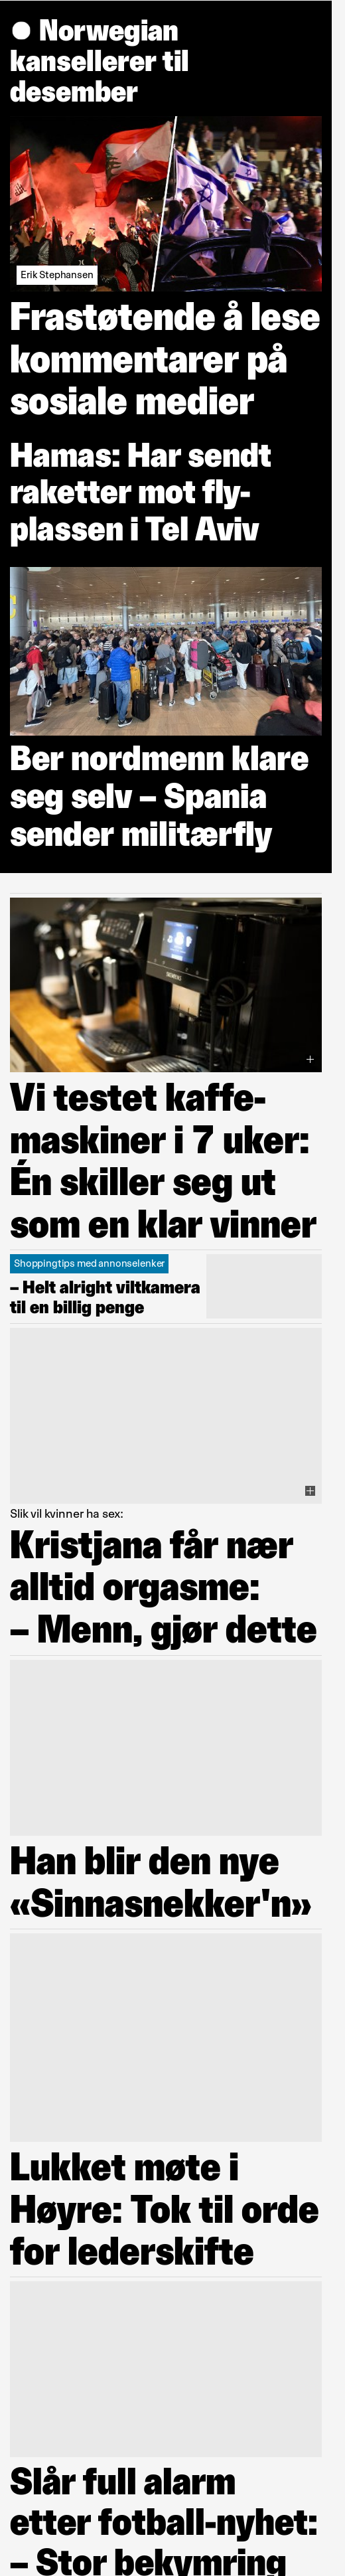 ● Norwegian
kansellerer til
desember
Erik Stephansen
Frastøtende å lese
kommentarer på
sosiale medier
Hamas: Har sendt
raketter mot fly-
plassen i Tel Aviv
Ber nordmenn klare
seg selv – Spania
sender militærfly
SIEMENS
Vi testet kaffe-
maskiner i 7 uker:
Én skiller seg ut
som en klar vinner
Shoppingtips med annonselenker
– Helt alright viltkamera
til en billig penge
Slik vil kvinner ha sex:
Kristjana får nær
alltid orgasme:
– Menn, gjør dette
Han blir den nye
«Sinnasnekker'n»
Lukket møte i
Høyre: Tok til orde
for lederskifte
Slår full alarm
etter fotball-nyhet:
– Stor bekymring